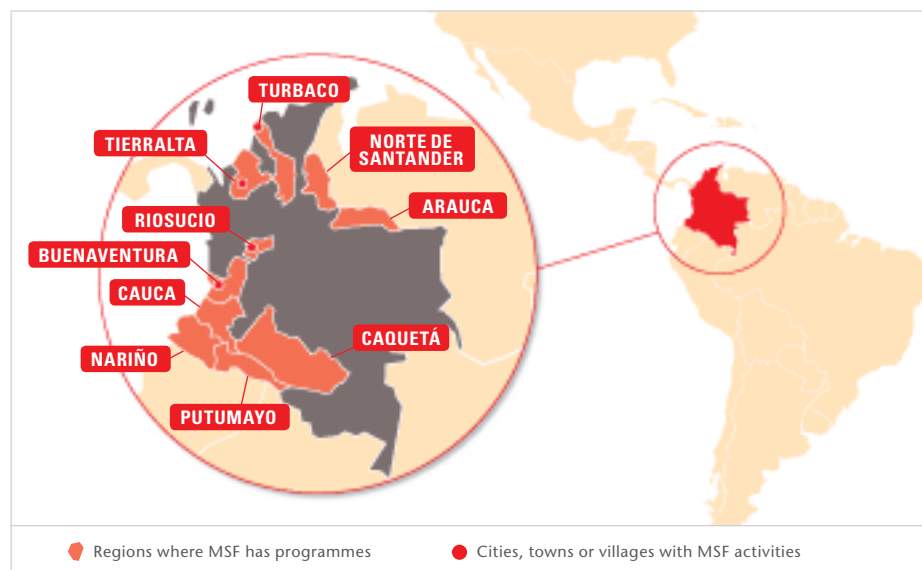 TURBACO
TIERRALTA
NORTE DE
SANTANDER
ARAUCA
RIOSUCIO
BUENAVENTURA
CAUCA
CAQUETÁ
NARIÑO
PUTUMAYO
Regions where MSF has programmes
Cities, towns or villages with MSF activities